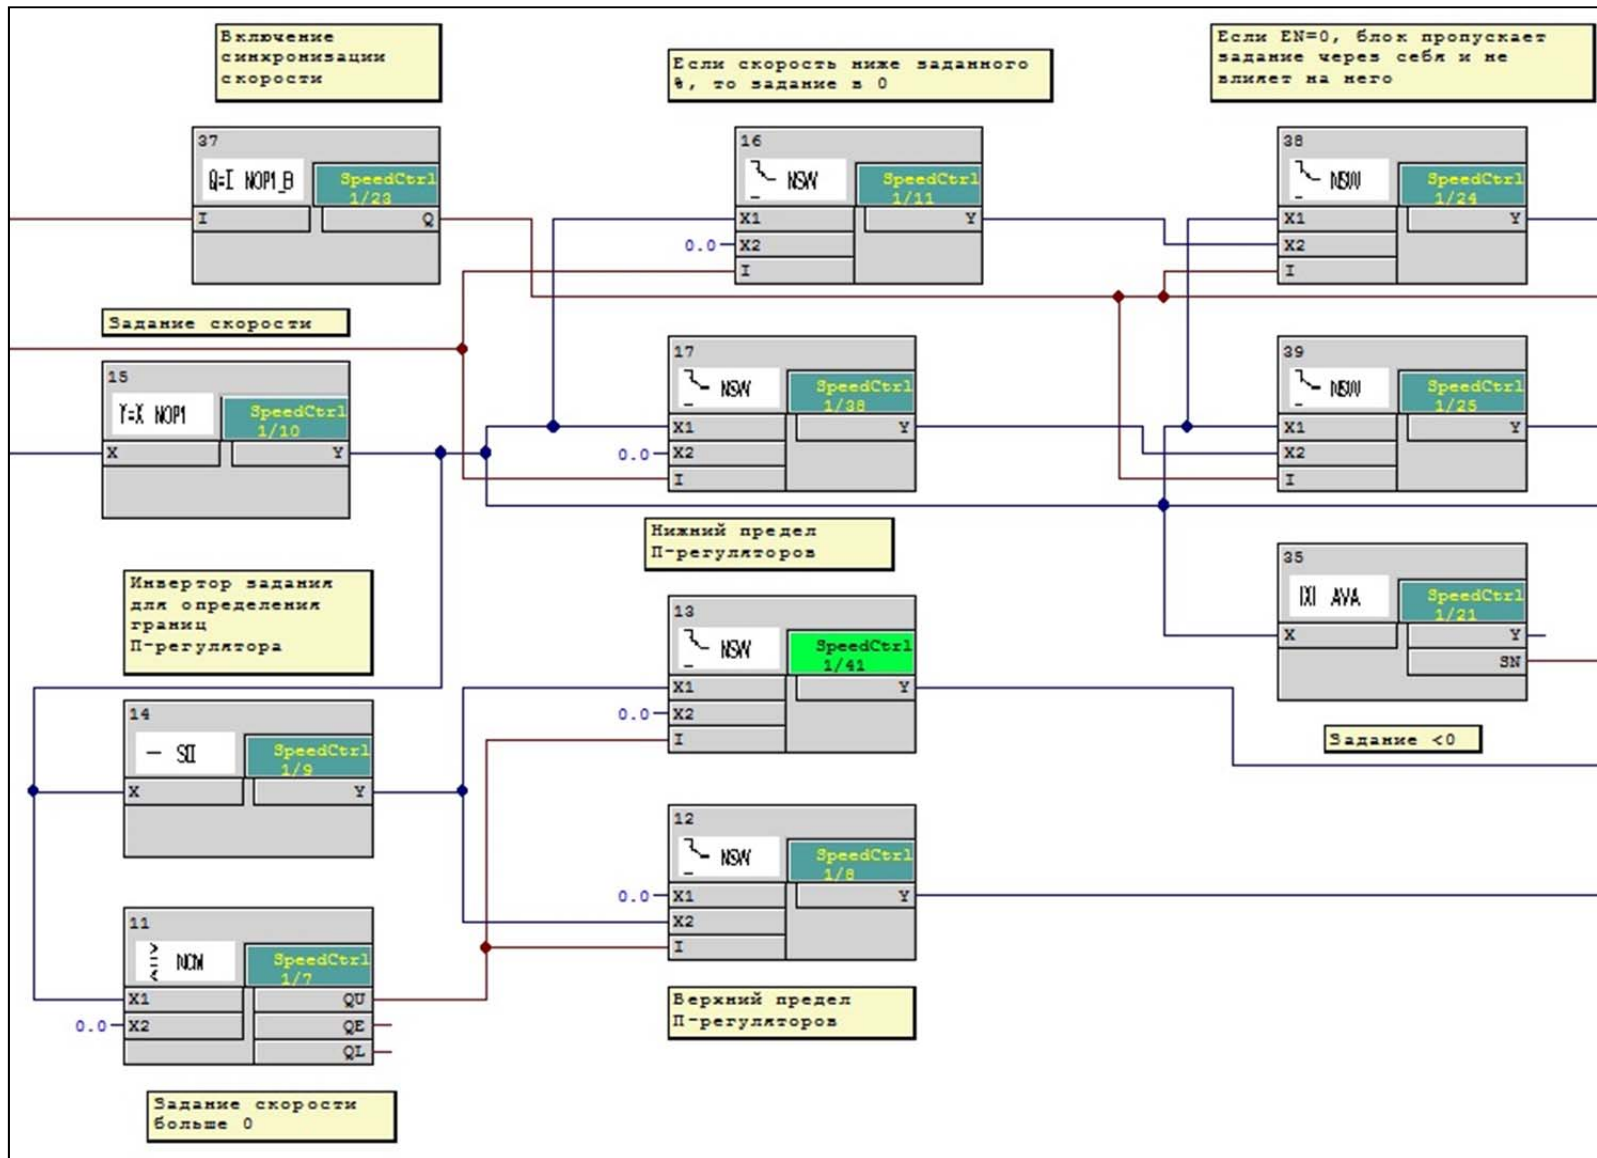 Включение
синхронизации
скорости
Если скорость ниже заданного
%, то задание в 0
Если EN=0, блок пропускает
задание через себя и не
влияет на него
37
Q=I NOP1_B
SpeedCtrl
1/23
I
Q
16
NSW
SpeedCtrl
1/11
X1
Y
0.0
X2
I
38
NSW
SpeedCtrl
1/24
X1
Y
X2
I
Задание скорости
15
Y=X NOP1
SpeedCtrl
1/10
X
Y
17
NSW
SpeedCtrl
1/38
X1
Y
0.0
X2
I
39
NSW
SpeedCtrl
1/25
X1
Y
X2
I
Нижний предел
П-регуляторов
Инвертор задания
для определения
границ
П-регулятора
13
NSW
SpeedCtrl
1/41
X1
Y
0.0
X2
I
35
|X| AVA
SpeedCtrl
1/21
X
Y
SN
Задание <0
14
— SII
SpeedCtrl
1/9
X
Y
12
NSW
SpeedCtrl
1/8
0.0
X1
Y
X2
I
11
NCM
SpeedCtrl
1/7
X1
QU
0.0
X2
QE
QL
Верхний предел
П-регуляторов
Задание скорости
больше 0